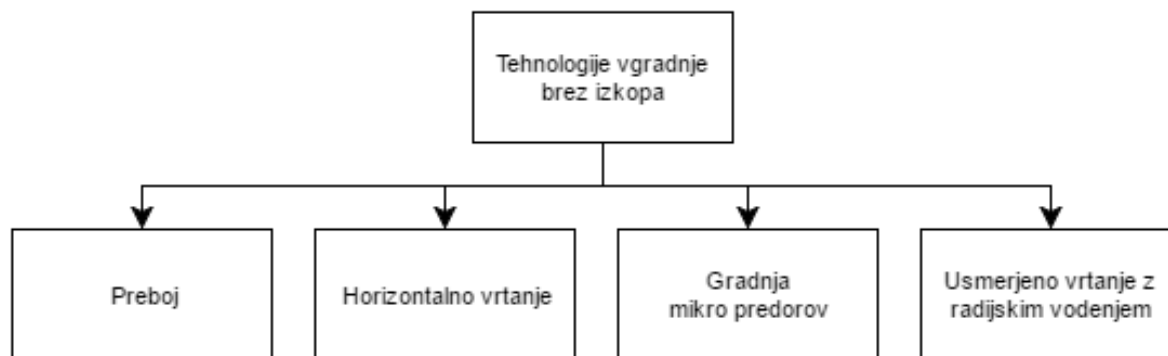 Tehnologije vgradnje
brez izkopa
Preboj
Horizontalno vrtanje
Gradnja
mikro predorov
Usmerjeno vrtanje z
radijskim vodenjem